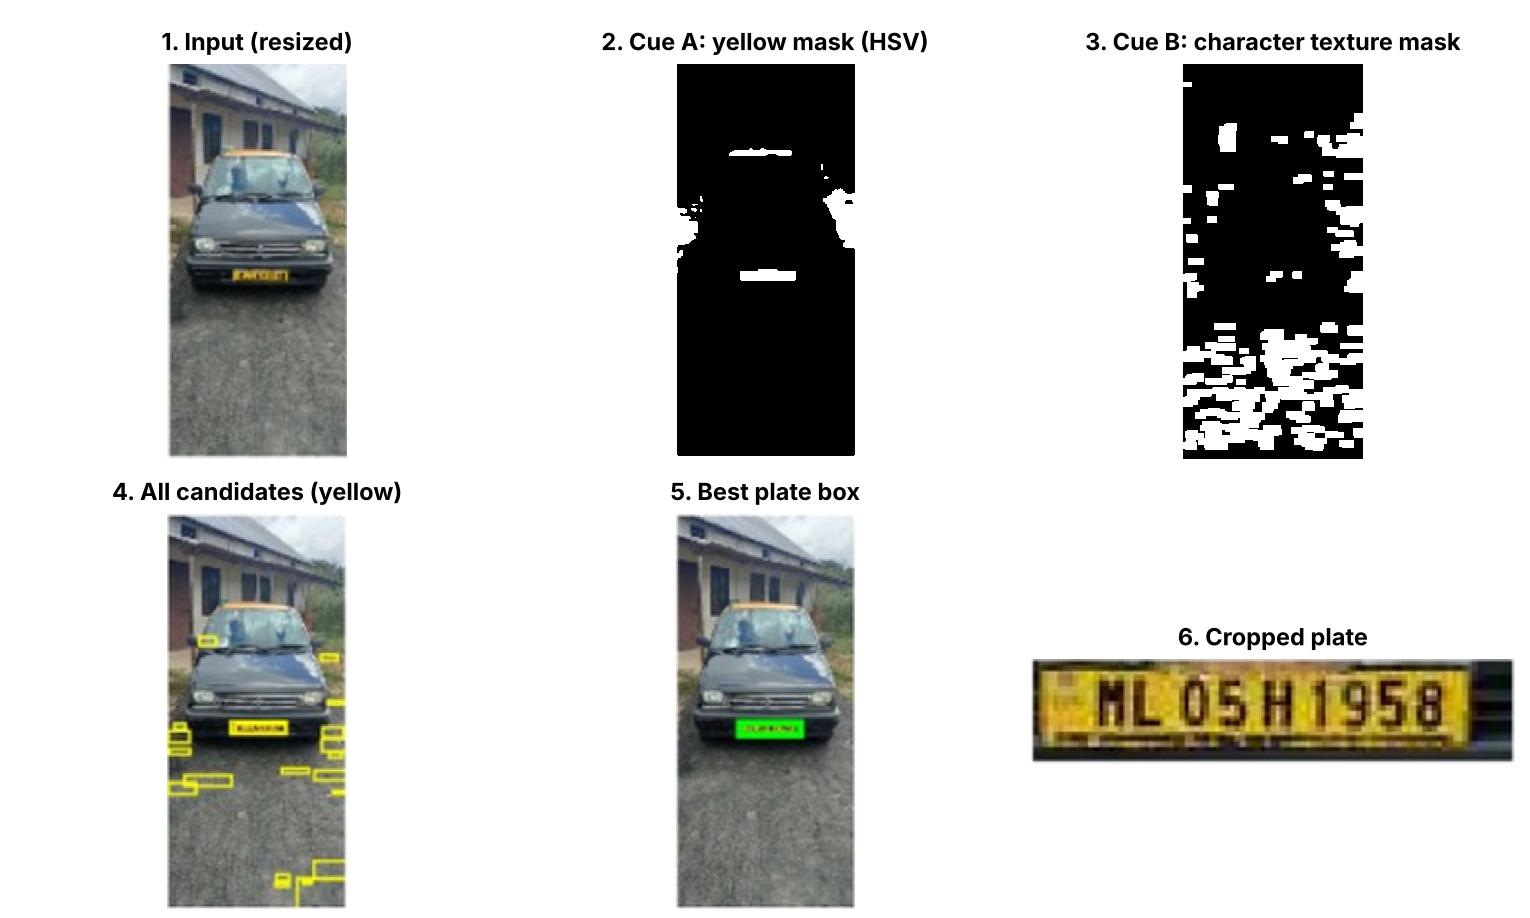 1. Input (resized)
2. Cue A: yellow mask (HSV)
3. Cue B: character texture mask
4. All candidates (yellow)
5. Best plate box
6. Cropped plate
ML 05 H 1958